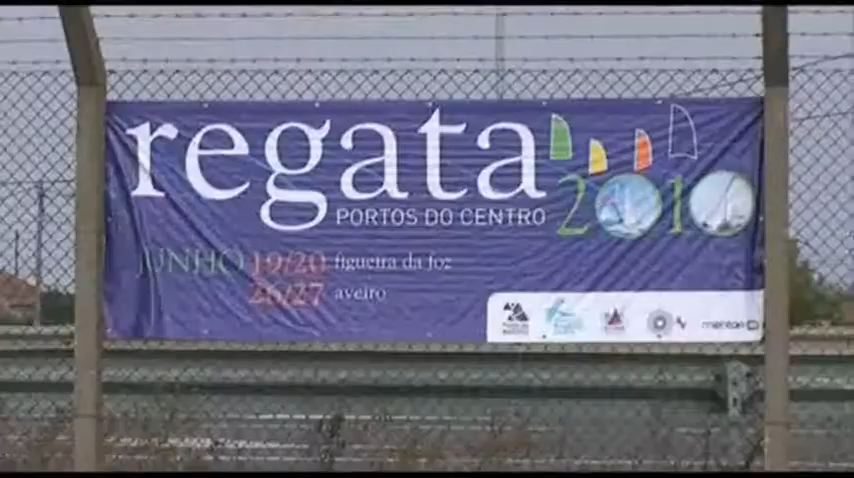 regata
PORTOS DO CENTRO
2010
JUNHO 19/20 figueira da foz
26/27 aveiro